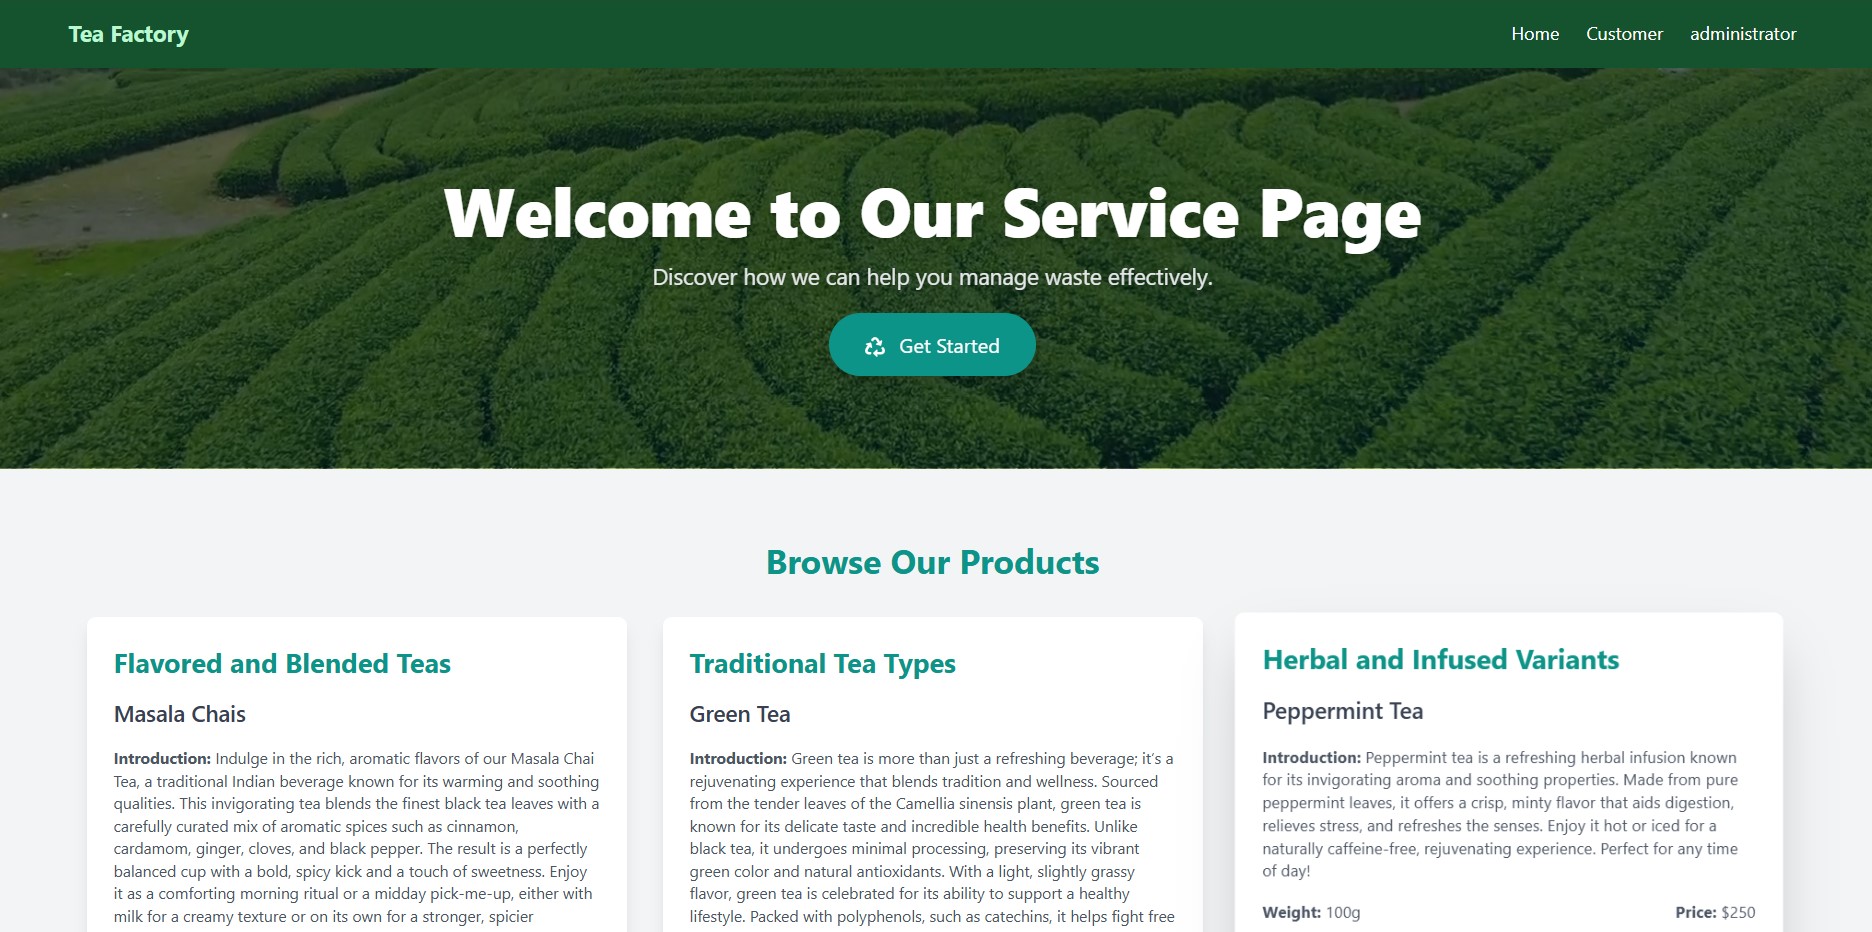 Tea Factory
Home Customer administrator
Welcome to Our Service Page
Discover how we can help you manage waste effectively.
Get Started
Browse Our Products
Flavored and Blended Teas
Masala Chais
Introduction: Indulge in the rich, aromatic flavors of our Masala Chai
Tea, a traditional Indian beverage known for its warming and soothing
qualities. This invigorating tea blends the finest black tea leaves with a
carefully curated mix of aromatic spices such as cinnamon,
cardamom, ginger, cloves, and black pepper. The result is a perfectly
balanced cup with a bold, spicy kick and a touch of sweetness. Enjoy
it as a comforting morning ritual or a midday pick-me-up, either with
milk for a creamy texture or on its own for a stronger, spicier
Traditional Tea Types
Green Tea
Introduction: Green tea is more than just a refreshing beverage; it’s a
rejuvenating experience that blends tradition and wellness. Sourced
from the tender leaves of the Camellia sinensis plant, green tea is
known for its delicate taste and incredible health benefits. Unlike
black tea, it undergoes minimal processing, preserving its vibrant
green color and natural antioxidants. With a light, slightly grassy
flavor, green tea is celebrated for its ability to support a healthy
lifestyle. Packed with polyphenols, such as catechins, it helps fight free
Herbal and Infused Variants
Peppermint Tea
Introduction: Peppermint tea is a refreshing herbal infusion known
for its invigorating aroma and soothing properties. Made from pure
peppermint leaves, it offers a crisp, minty flavor that aids digestion,
relieves stress, and refreshes the senses. Enjoy it hot or iced for a
naturally caffeine-free, rejuvenating experience. Perfect for any time
of day!
Weight: 100g Price: $250